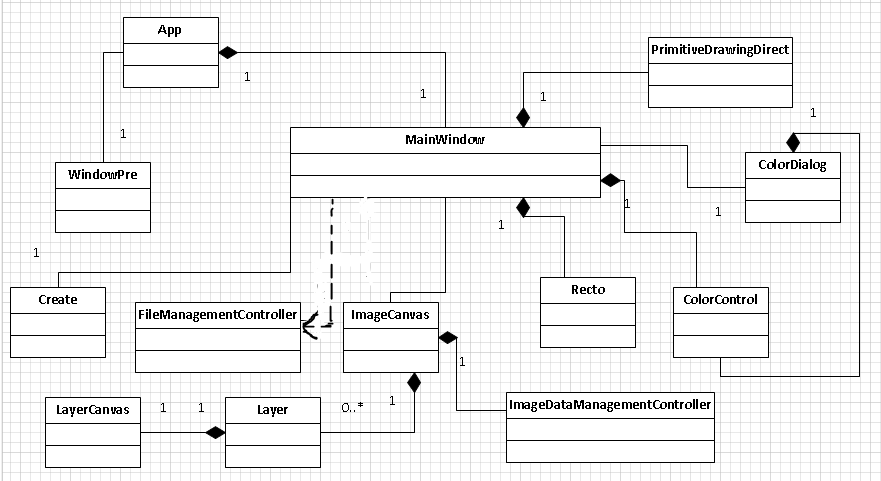 App
PrimitiveDrawingDirect
1
1
1
1
1
MainWindow
ColorDialog
WindowPre
1
1
1
1
Create
FileManagementController
ImageCanvas
Recto
ColorControl
1
LayerCanvas
1
1
Layer
0..*
1
ImageDataManagementController